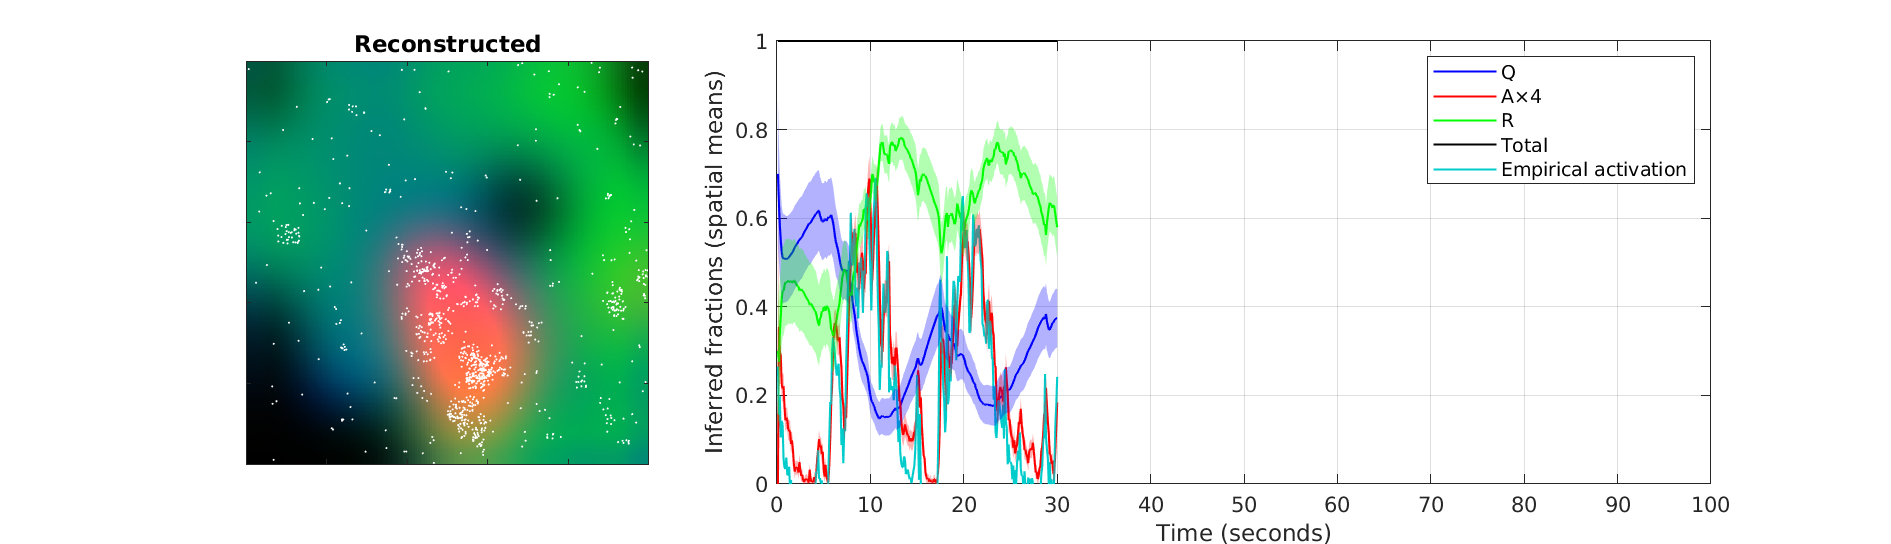 Reconstructed
Inferred fractions (spatial means)
1
0.8
0.6
0.4
0.2
0
0 10 20 30 40 50 60 70 80 90 100
Time (seconds)
Q
A×4
R
Total
Empirical activation